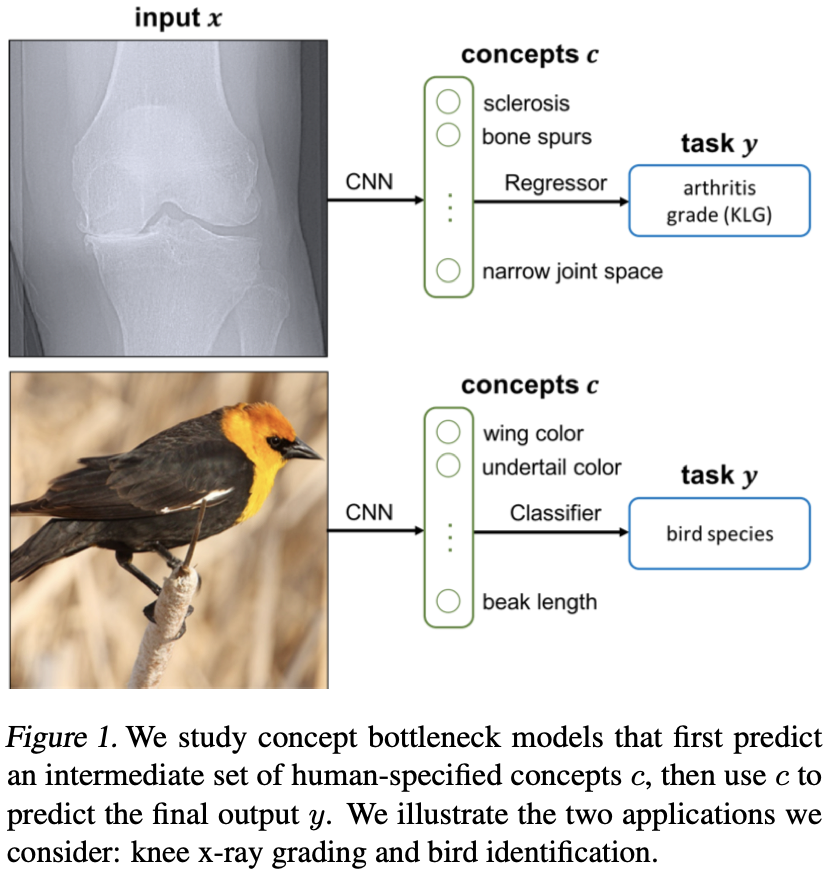 input x
concepts c
sclerosis
bone spurs
task y
CNN
Regressor
arthritis
grade (KLG)
narrow joint space
concepts c
wing color
undertail color
task y
CNN
Classifier
bird species
beak length
Figure 1. We study concept bottleneck models that first predict
an intermediate set of human-specified concepts c, then use c to
predict the final output y. We illustrate the two applications we
consider: knee x-ray grading and bird identification.